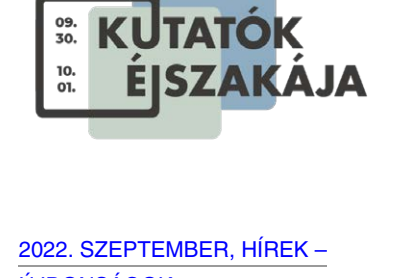 09.
30.
10.
01.
KUTATÓK
ÉJSZAKÁJA
2022. SZEPTEMBER, HÍREK –